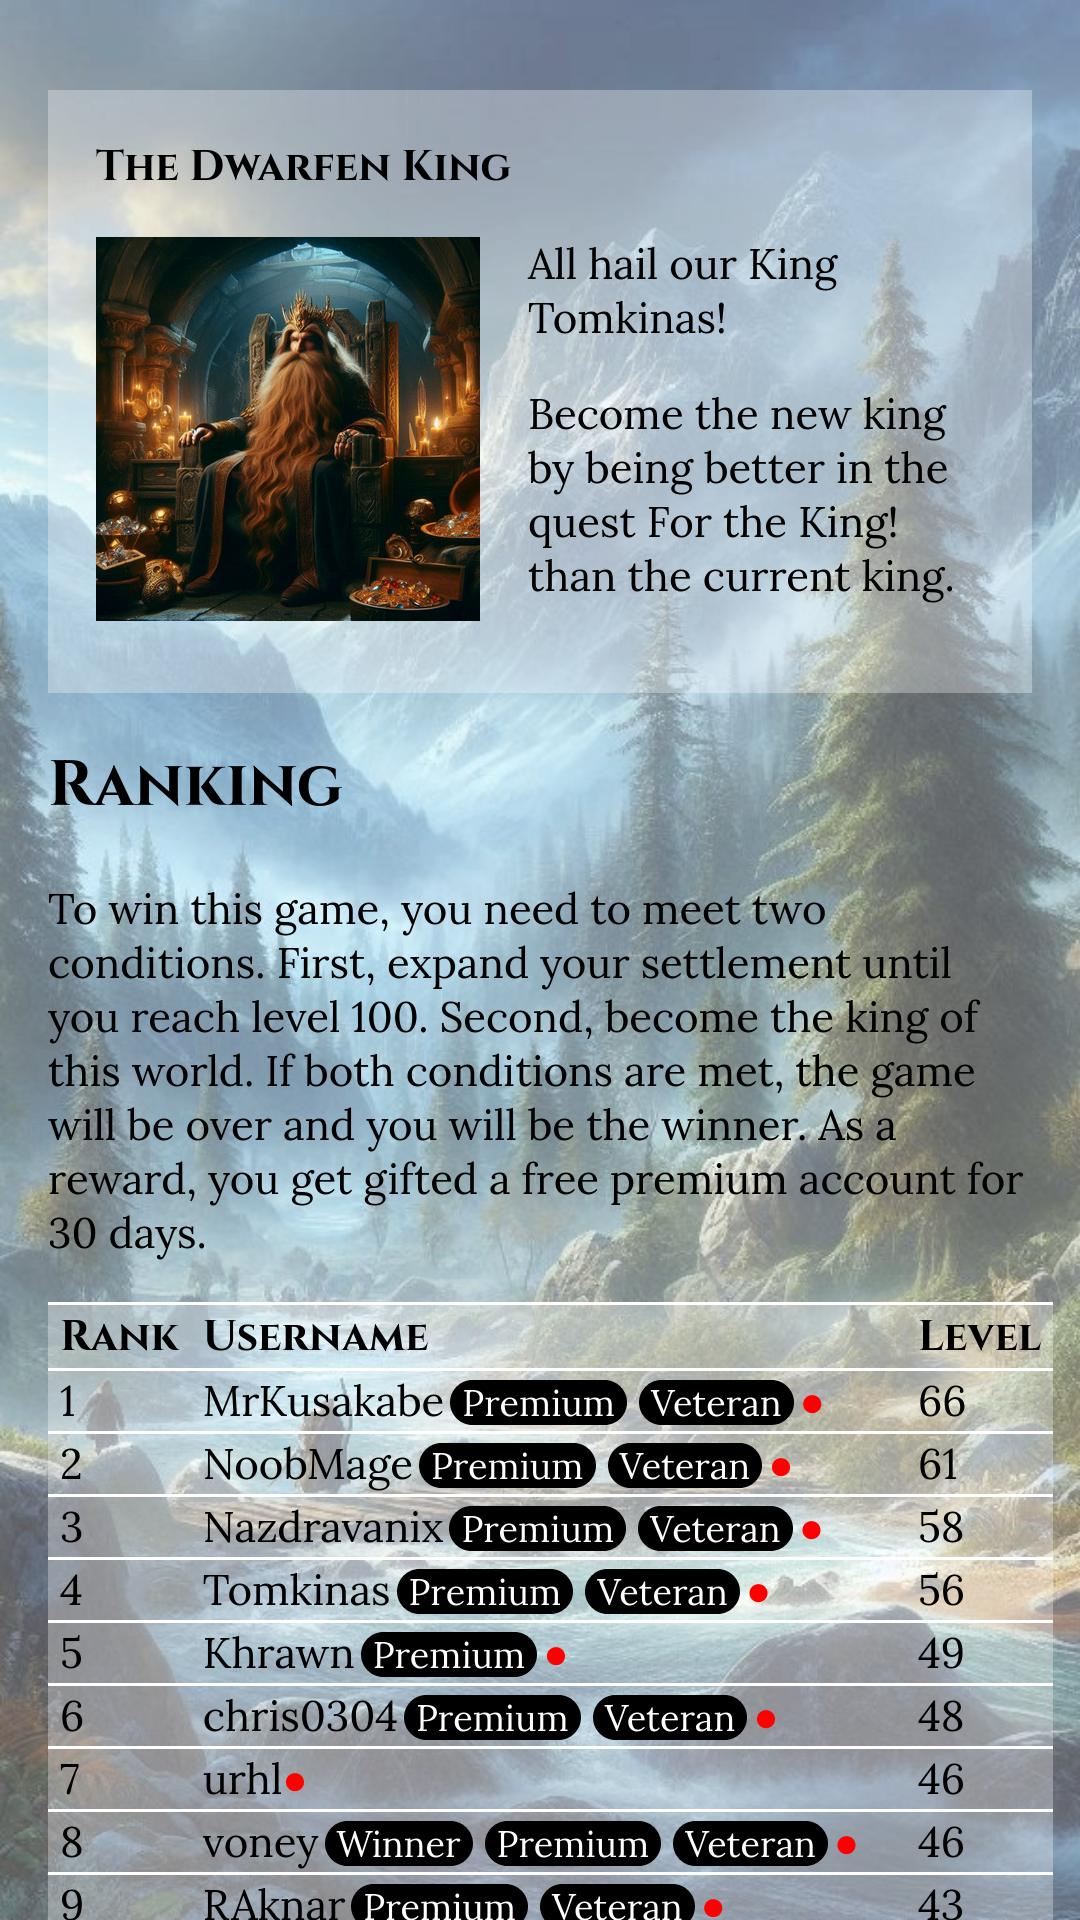 The Dwarfen King
All hail our King
Tomkinas!
Become the new king
by being better in the
quest For the King!
than the current king.
Ranking
To win this game, you need to meet two
conditions. First, expand your settlement until
you reach level 100. Second, become the king of
this world. If both conditions are met, the game
will be over and you will be the winner. As a
reward, you get gifted a free premium account for
30 days.
Rank Username Level
1 MrKusakabe Premium Veteran 66
2 NoobMage Premium Veteran 61
3 Nazdravanix Premium Veteran 58
4 Tomkinas Premium Veteran 56
5 Khrawn Premium 49
6 chris0304 Premium Veteran 48
7 urhl 46
8 voney Winner Premium Veteran 46
9 RAknar Premium Veteran 43